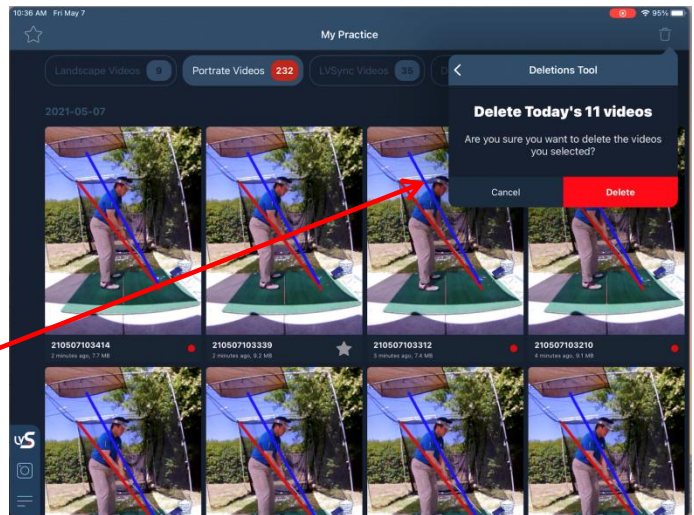 10:36 AM Fri May 7
95%
My Practice
Landscape Videos 9
Portrate Videos 232
LVSync Videos 35
D
Deletions Tool
Delete Today's 11 videos
Are you sure you want to delete the videos
you selected?
Cancel Delete
2021-05-07
210507103414
2 minutes ago, 7.7 MB
210507103339
2 minutes ago, 9.2 MB
210507103312
3 minutes ago, 7.4 MB
210507103210
4 minutes ago, 9.1 MB
LVS